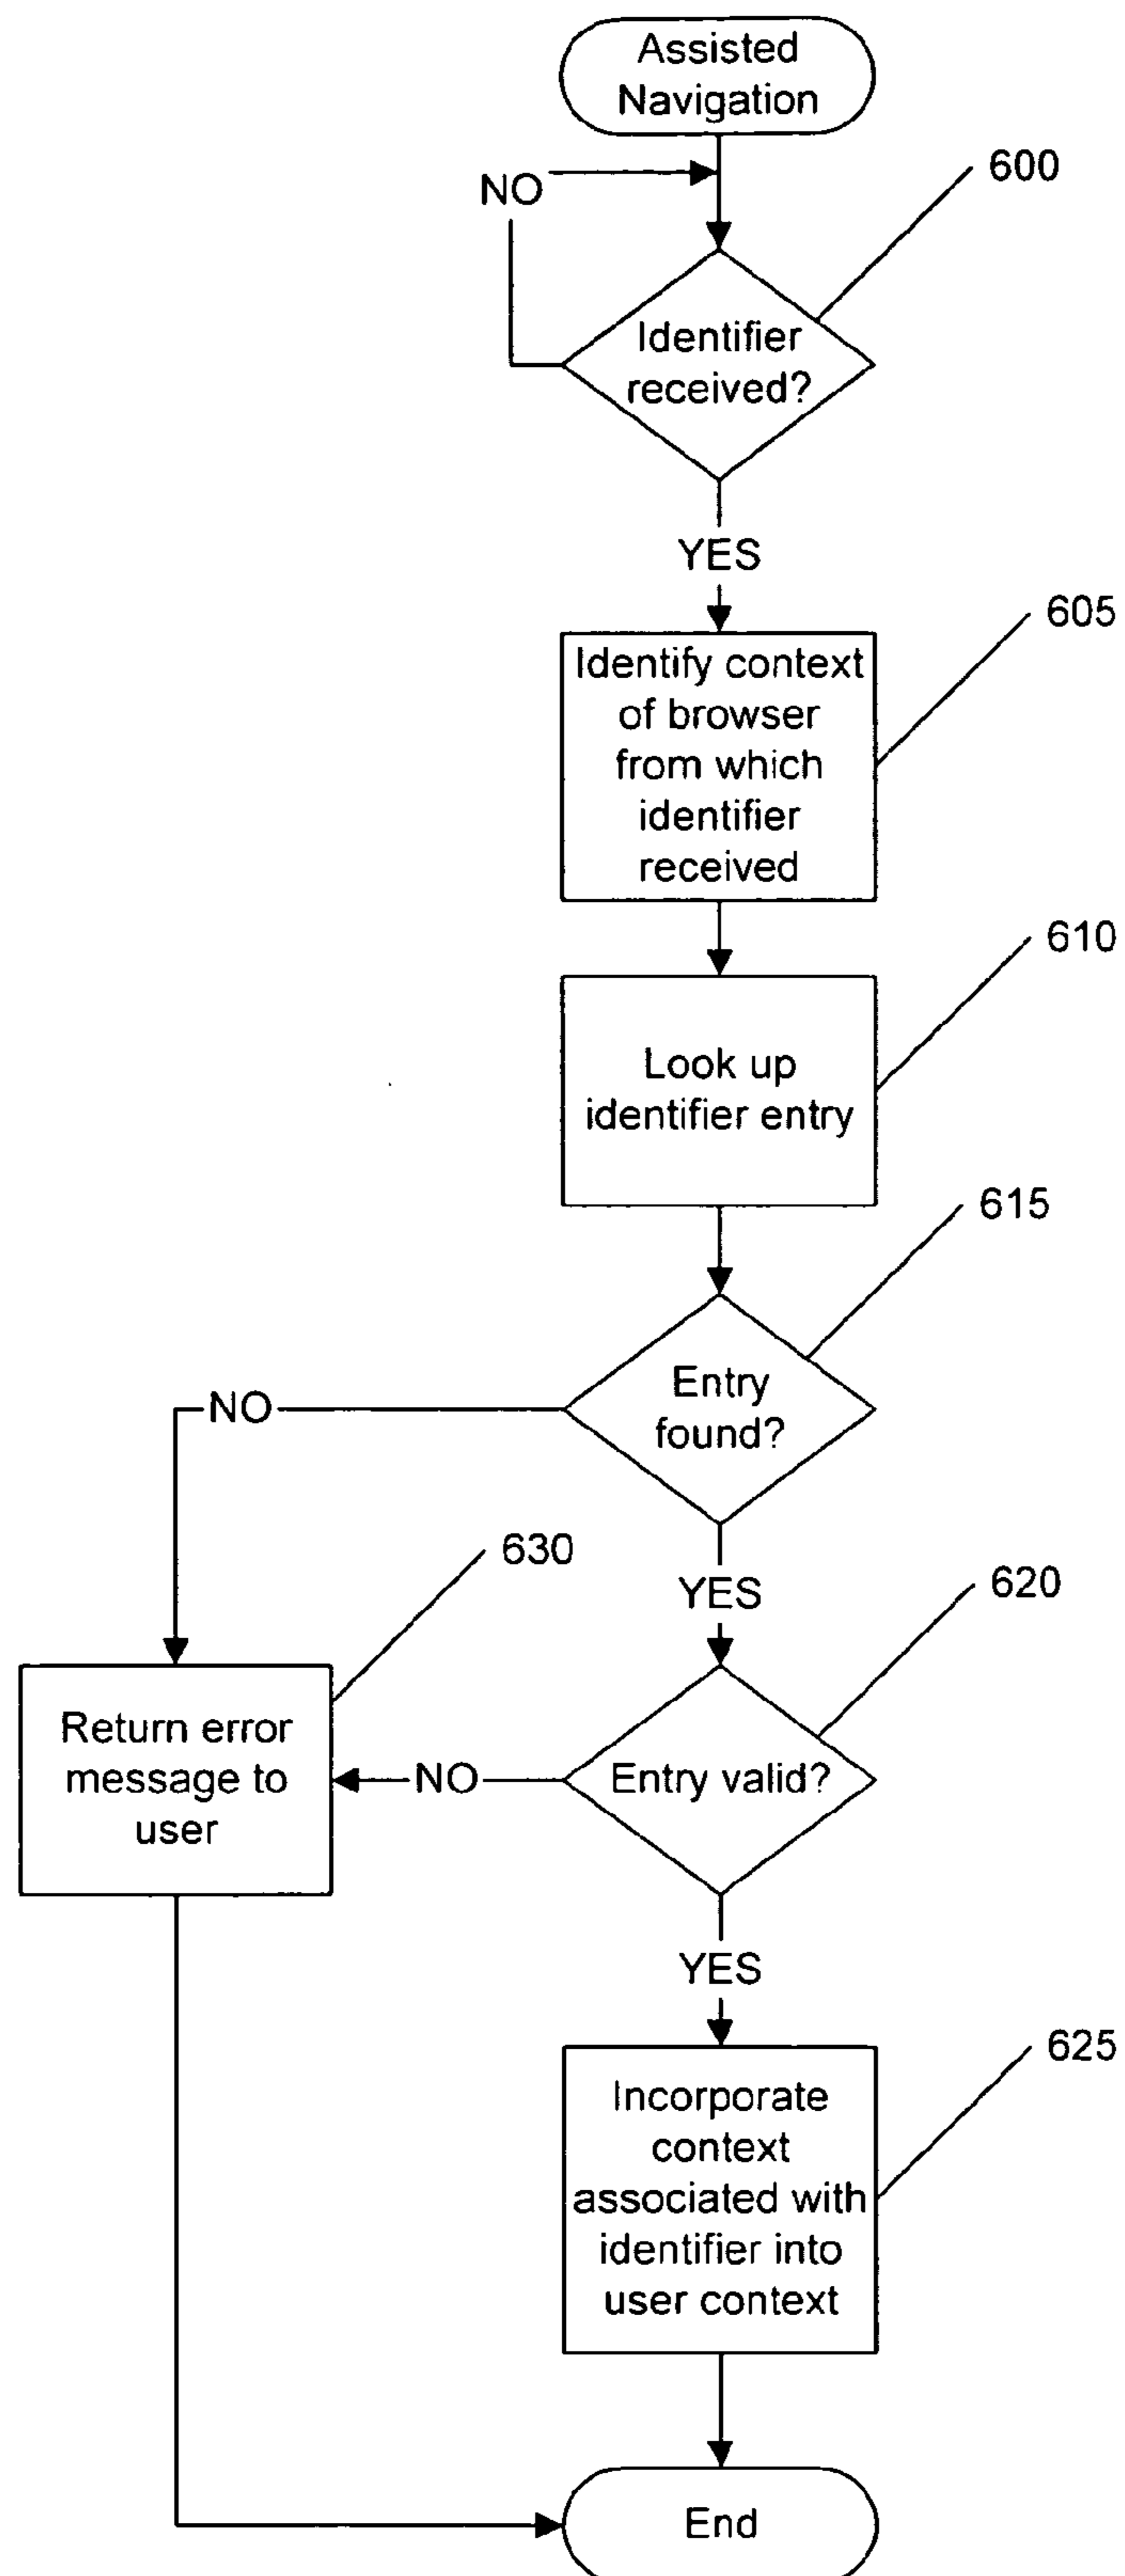 Assisted
Navigation
NO
600
Identifier
received?
YES
605
Identify context
of browser
from which
identifier
received
610
Look up
identifier entry
615
Entry
found?
NO
630
YES
620
Return error
message to
user
NO
Entry valid?
YES
625
Incorporate
context
associated with
identifier into
user context
End